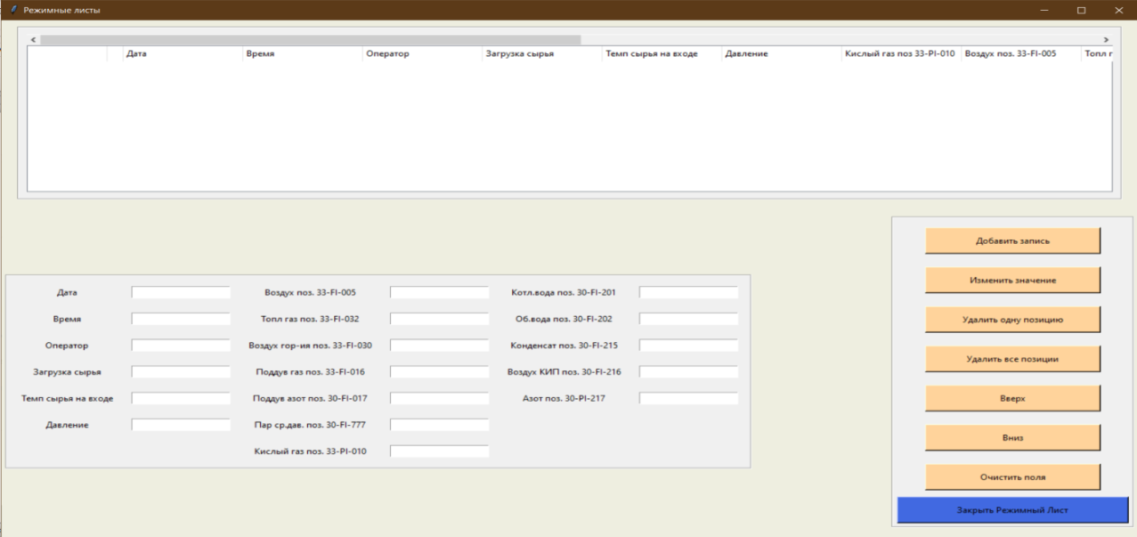 Режимные листы
Дата Время Оператор Загрузка сырья Темп сырья на входе Давление Кислый газ поз 33-PI-010 Воздух поз. 33-FI-005 Топл г
Добавить запись
Изменить значение
Удалить одну позицию
Удалить все позиции
Вверх
Вниз
Очистить поля
Закрыть Режимный Лист
Дата Воздух поз. 33-FI-005 Котл.вода поз. 30-FI-201
Время Топл газ поз. 33-FI-032 Об.вода поз. 30-FI-202
Оператор Воздух гор-ия поз. 33-FI-030 Конденсат поз. 30-FI-215
Загрузка сырья Поддув газ поз. 33-FI-016 Воздух КИП поз. 30-FI-216
Темп сырья на входе Поддув азот поз. 30-FI-017 Азот поз. 30-PI-217
Давление Пар ср.дав. поз. 30-FI-777
Кислый газ поз. 33-PI-010